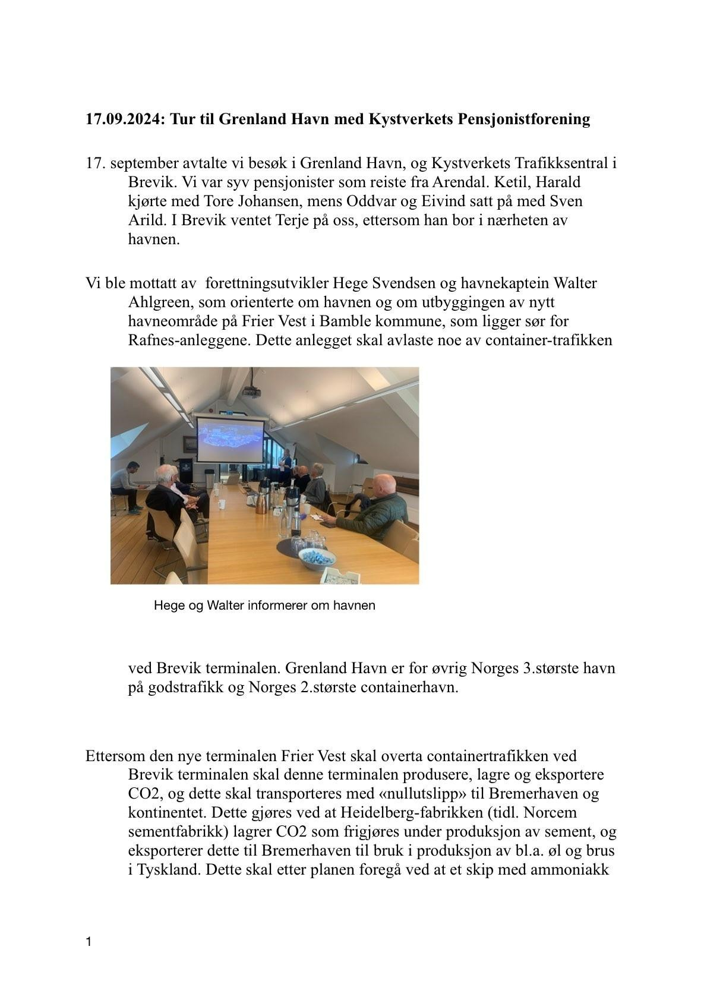 17.09.2024: Tur til Grenland Havn med Kystverkets Pensjonistforening
17. september avtalte vi besøk i Grenland Havn, og Kystverkets Trafikksentral i
Brevik. Vi var syv pensjonister som reiste fra Arendal. Ketil, Harald
kjørte med Tore Johansen, mens Oddvar og Eivind satt på med Sven
Arild. I Brevik ventet Terje på oss, ettersom han bor i nærheten av
havnen.
Vi ble mottatt av  forettningsutvikler Hege Svendsen og havnekaptein Walter
Ahlgreen, som orienterte om havnen og om utbyggingen av nytt
havneområde på Frier Vest i Bamble kommune, som ligger sør for
Rafnes-anleggene. Dette anlegget skal avlaste noe av container-trafikken
Hege og Walter informerer om havnen
ved Brevik terminalen. Grenland Havn er for øvrig Norges 3.største havn
på godstrafikk og Norges 2.største containerhavn.
Ettersom den nye terminalen Frier Vest skal overta containertrafikken ved
Brevik terminalen skal denne terminalen produsere, lagre og eksportere
CO2, og dette skal transporteres med «nullutslipp» til Bremerhaven og
kontinentet. Dette gjøres ved at Heidelberg-fabrikken (tidl. Norcem
sementfabrikk) lagrer CO2 som frigjøres under produksjon av sement, og
eksporterer dette til Bremerhaven til bruk i produksjon av bl.a. øl og brus
i Tyskland. Dette skal etter planen foregå ved at et skip med ammoniakk
1